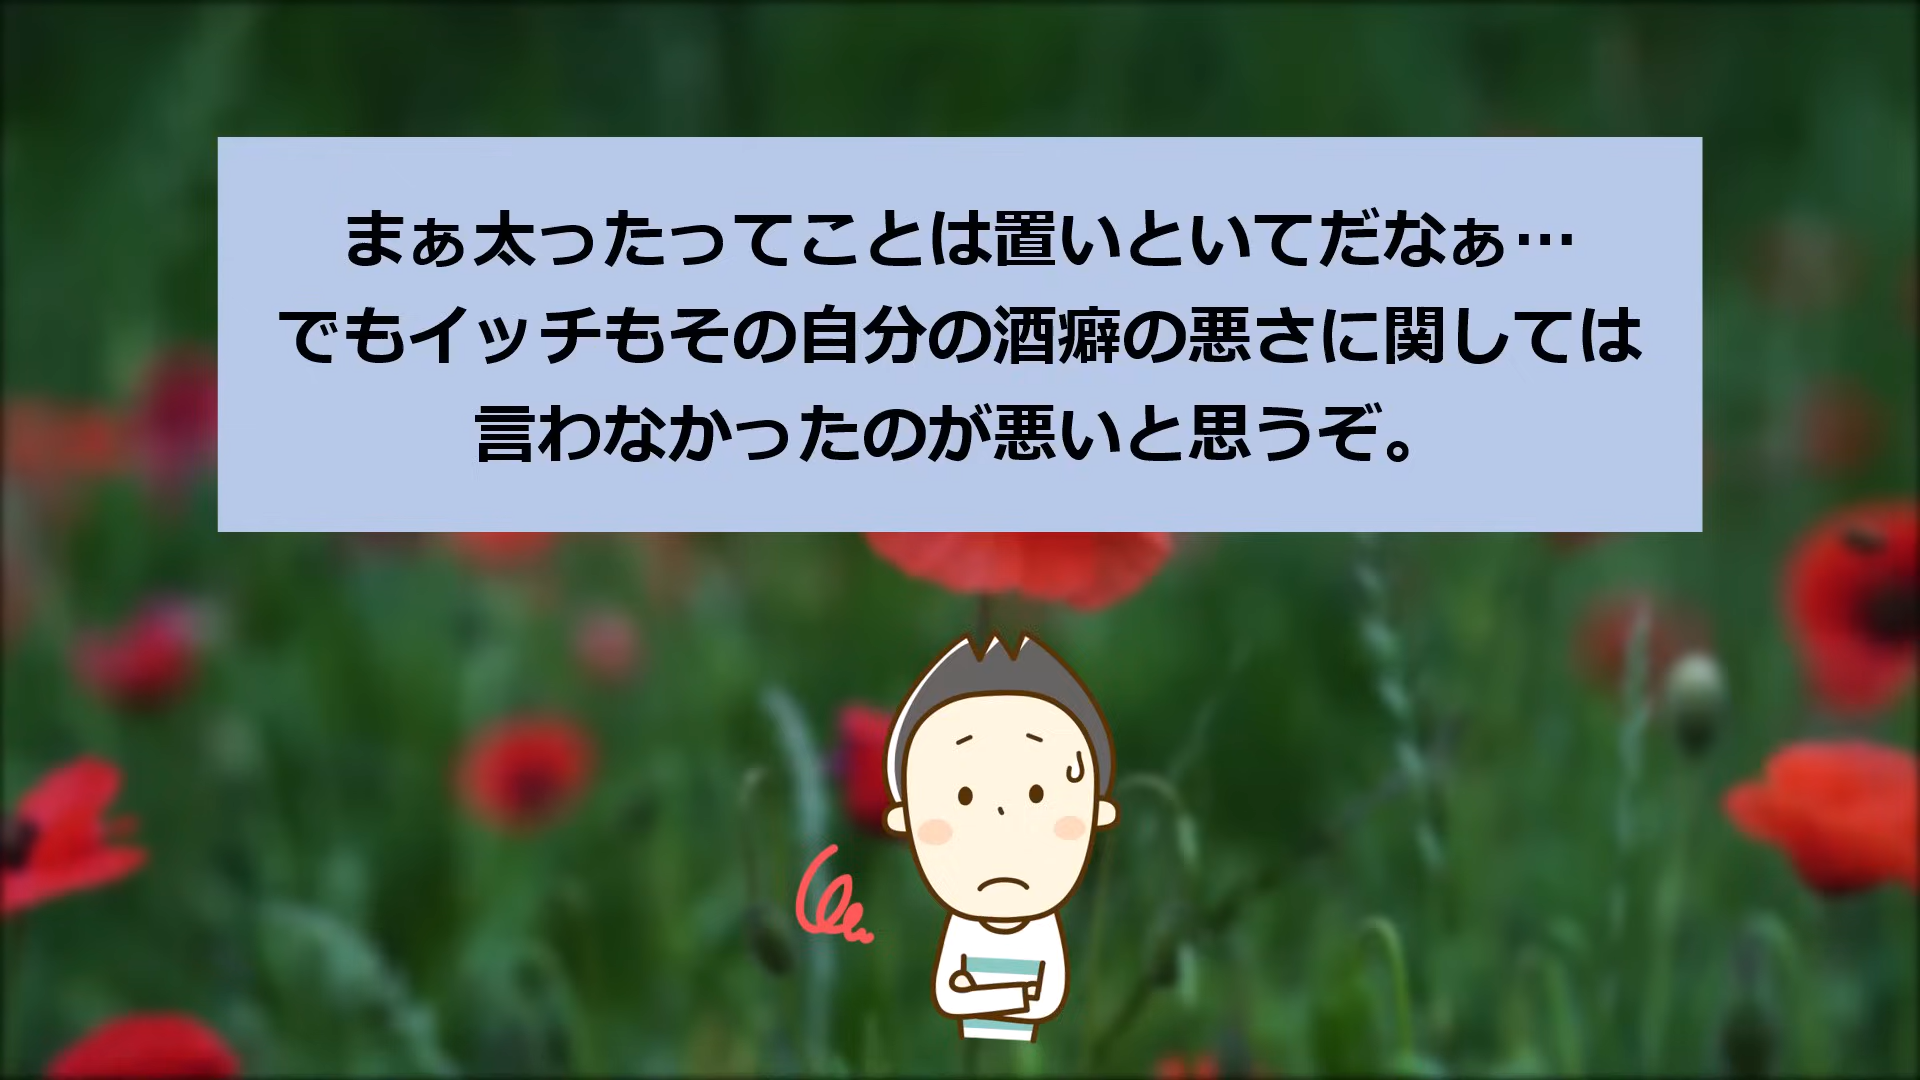 まぁ太ったってことは置いといてだなぁ…
でもイッチもその自分の酒癖の悪さに関しては
言わなかったのが悪いと思うぞ。